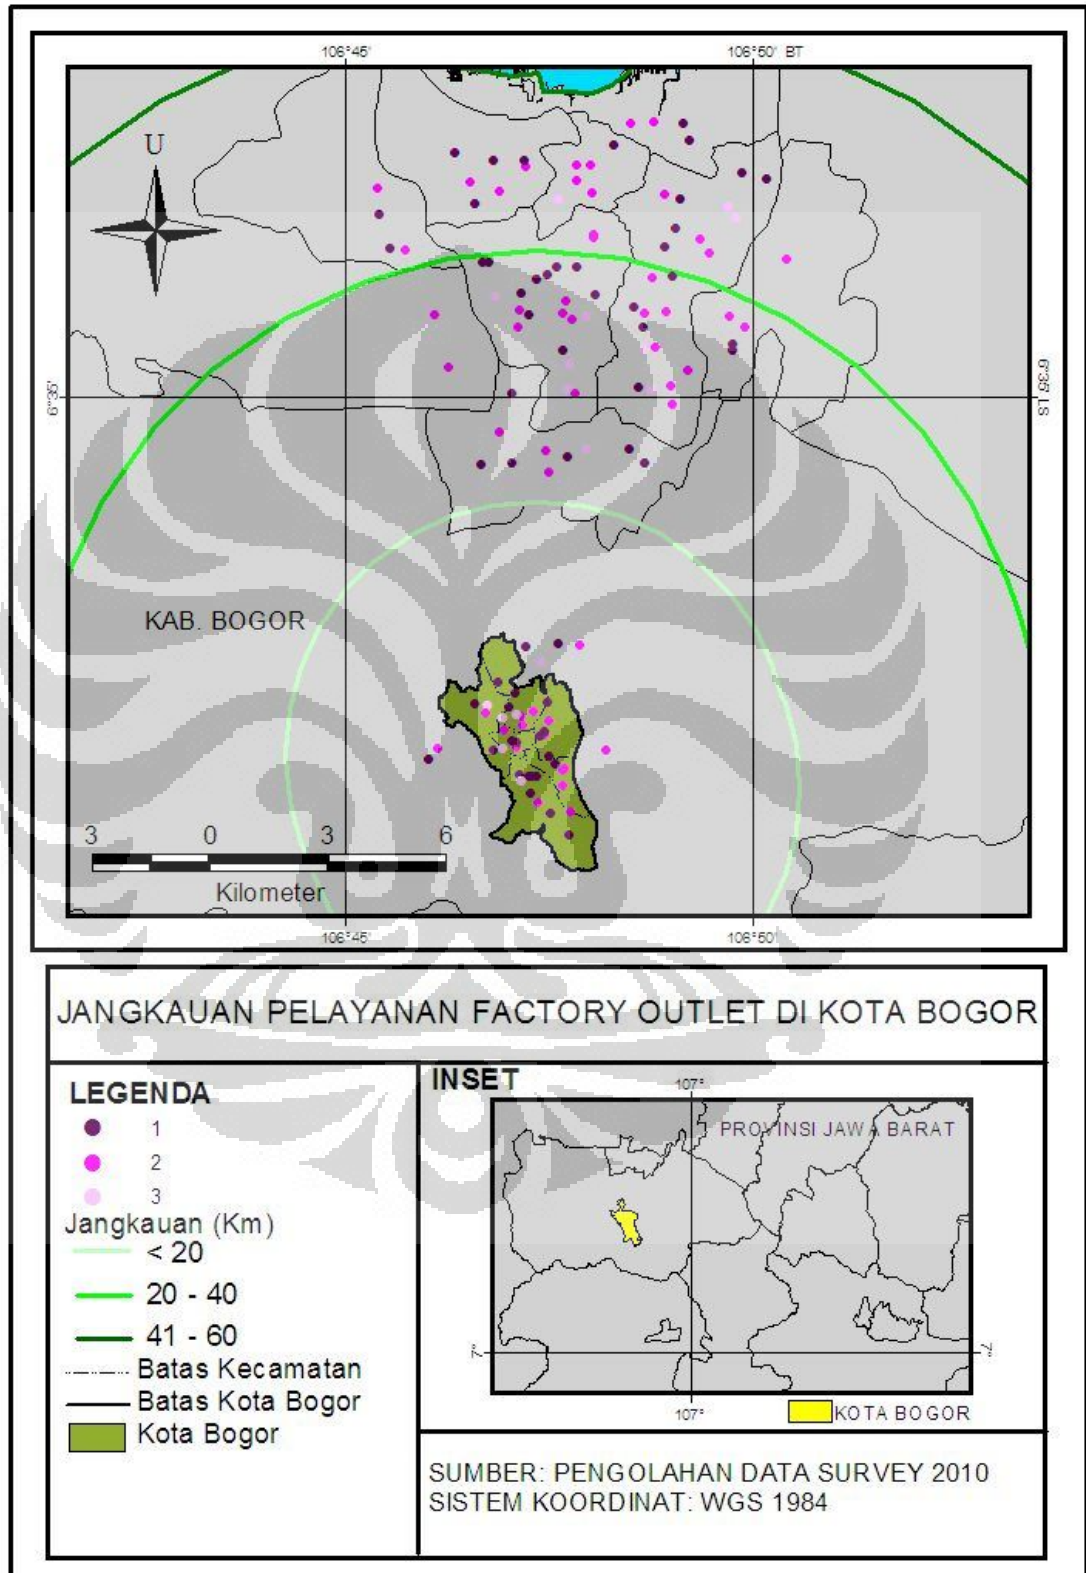 106°45'
106°50' BT
U
6°35'
6°35' LS
KAB. BOGOR
3 0 3 6
Kilometer
106°45'
106°50'
JANGKAUAN PELAYANAN FACTORY OUTLET DI KOTA BOGOR
LEGENDA
1
2
3
Jangkauan (Km)
< 20
20 - 40
41 - 60
Batas Kecamatan
Batas Kota Bogor
Kota Bogor
INSET
107°
PROVINSI JAWA BARAT
7°
7°
107°
KOTA BOGOR
SUMBER: PENGOLAHAN DATA SURVEY 2010
SISTEM KOORDINAT: WGS 1984